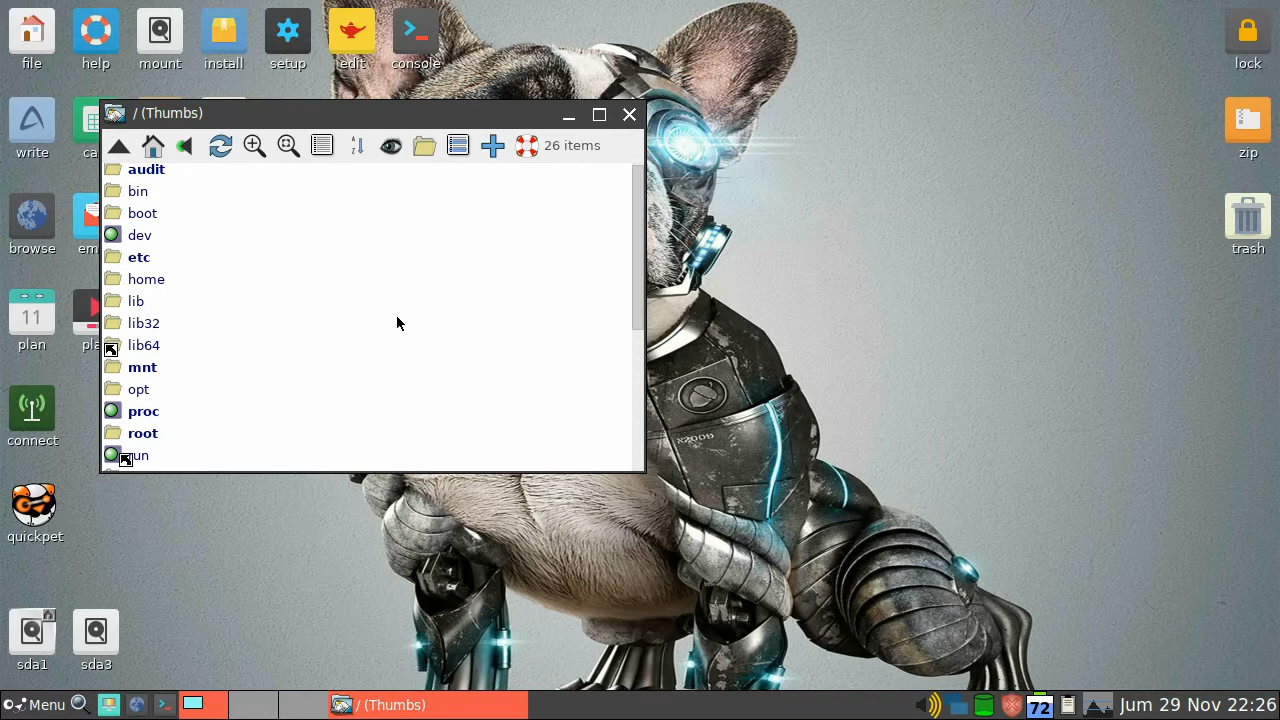 file
help
mount
install
setup
edit
console
lock
/ (Thumbs)
26 items
audit
bin
boot
dev
etc
home
lib
lib32
lib64
mnt
opt
proc
root
write
zip
browse
trash
plan
11
connect
quickpet
sda1
sda3
Menu
/ (Thumbs)
72
Jum 29 Nov 22:26